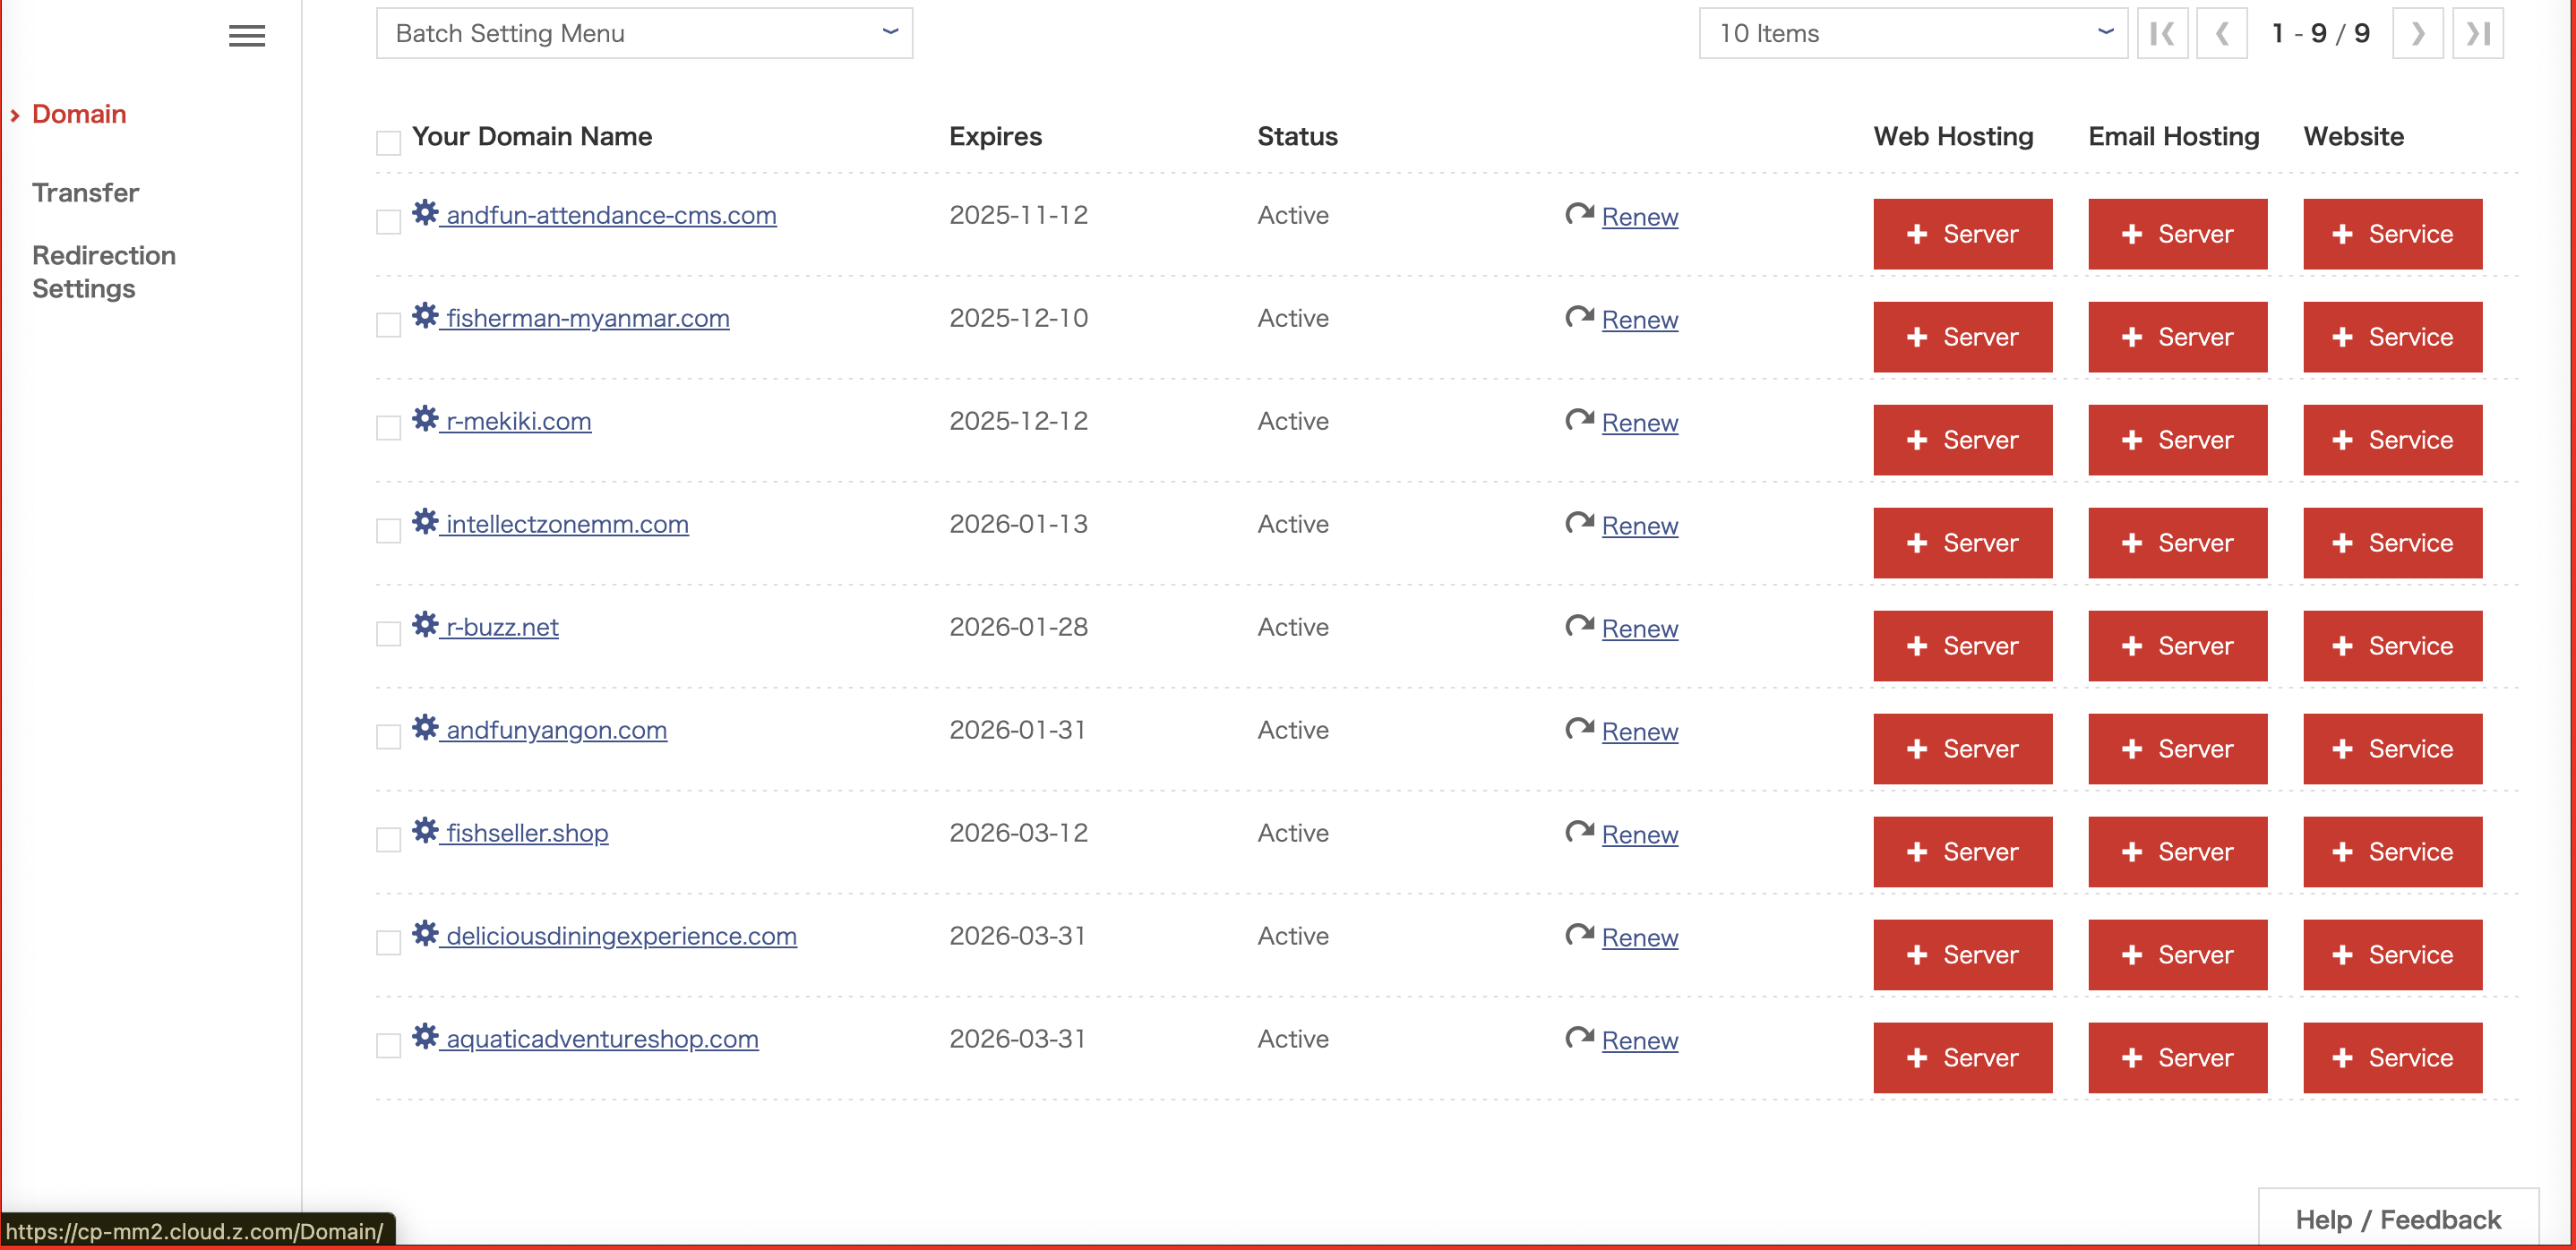 Batch Setting Menu 10 Items 1 - 9 / 9
Domain
Transfer
Redirection
Settings
Your Domain Name Expires Status Web Hosting Email Hosting Website
andfun-attendance-cms.com 2025-11-12 Active Renew + Server + Server + Service
fisherman-myanmar.com 2025-12-10 Active Renew + Server + Server + Service
r-mekiki.com 2025-12-12 Active Renew + Server + Server + Service
intellectzonemm.com 2026-01-13 Active Renew + Server + Server + Service
r-buzz.net 2026-01-28 Active Renew + Server + Server + Service
andfunyangon.com 2026-01-31 Active Renew + Server + Server + Service
fishseller.shop 2026-03-12 Active Renew + Server + Server + Service
deliciousdiningexperience.com 2026-03-31 Active Renew + Server + Server + Service
aquaticadventureshop.com 2026-03-31 Active Renew + Server + Server + Service
Help / Feedback
https://cp-mm2.cloud.z.com/Domain/